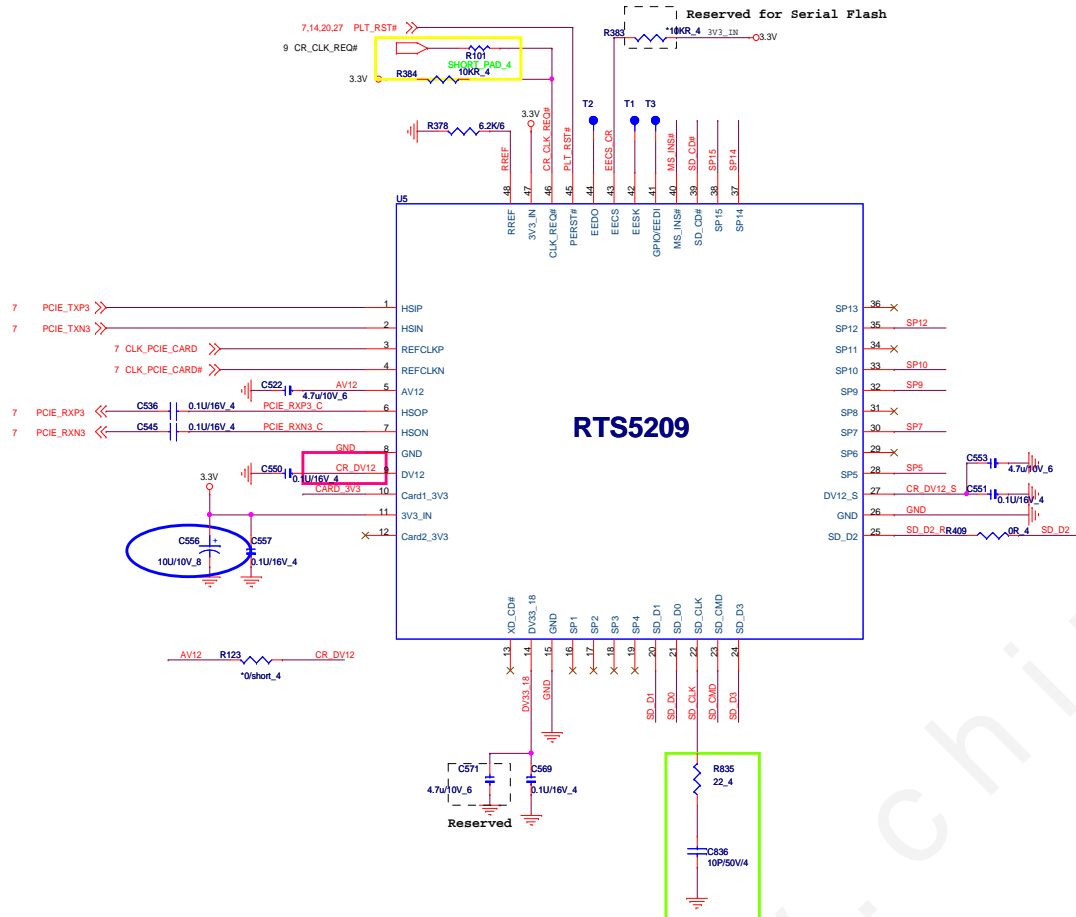 Reserved for Serial Flash
7,14,20,27 PLT_RST#
R383 *10KR_4 3V3_IN 3.3V
9 CR_CLK_REQ#
R101
SHORT_PAD_4
3.3V R384 10KR_4
T2 T1 T3
3.3V
R378 6.2K/6
RREF CR_CLK_REQ# PLT_RST# EECS_CR MS_INS# SD_CD# SP15 SP14
48 47 46 45 44 43 42 41 40 39 38 37
U5
RREF 3V3_IN CLK_REQ# PERST# EEDO EECS EESK GPIO/EEDI MS_INS# SD_CD# SP15 SP14
7 PCIE_TXP3 1 HSIP
7 PCIE_TXN3 2 HSIN
7 CLK_PCIE_CARD 3 REFCLKP
7 CLK_PCIE_CARD# 4 REFCLKN
C522 4.7u/10V_6 AV12 5 AV12
7 PCIE_RXP3 C536 0.1U/16V_4 PCIE_RXP3_C 6 HSOP
7 PCIE_RXN3 C545 0.1U/16V_4 PCIE_RXN3_C 7 HSON
GND 8 GND
C550 0.1U/16V_4 CR_DV12 9 DV12
CARD_3V3 10 Card1_3V3
3.3V 11 3V3_IN
12 Card2_3V3
C556 + 10U/10V_8
C557 0.1U/16V_4
RTS5209
SP13 36
SP12 35 SP12
SP11 34
SP10 33 SP10
SP9 32 SP9
SP8 31
SP7 30 SP7
SP6 29
SP5 28 SP5
C553 4.7u/10V_6
DV12_S 27 CR_DV12_S C551 0.1U/16V_4
GND 26 GND
SD_D2 25 SD_D2_R R409 0R_4 SD_D2
XD_CD# DV33_18 GND SP1 SP2 SP3 SP4 SD_D1 SD_D0 SD_CLK SD_CMD SD_D3
13 14 15 16 17 18 19 20 21 22 23 24
AV12 R123 CR_DV12
*0/short_4
DV33_18 GND SD_D1 SD_D0 SD_CLK SD_CMD SD_D3
C571 4.7u/10V_6
C569 0.1U/16V_4
Reserved
R835
22_4
C836
10P/50V/4
c h i